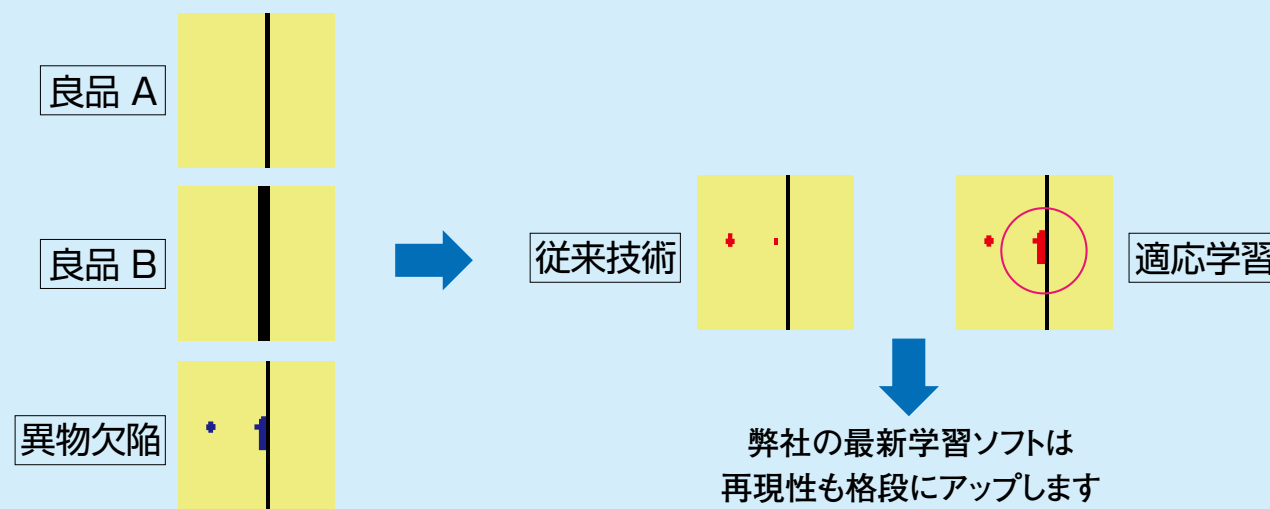 良品 A
良品 B
異物欠陥
従来技術
適応学習
弊社の最新学習ソフトは
再現性も格段にアップします